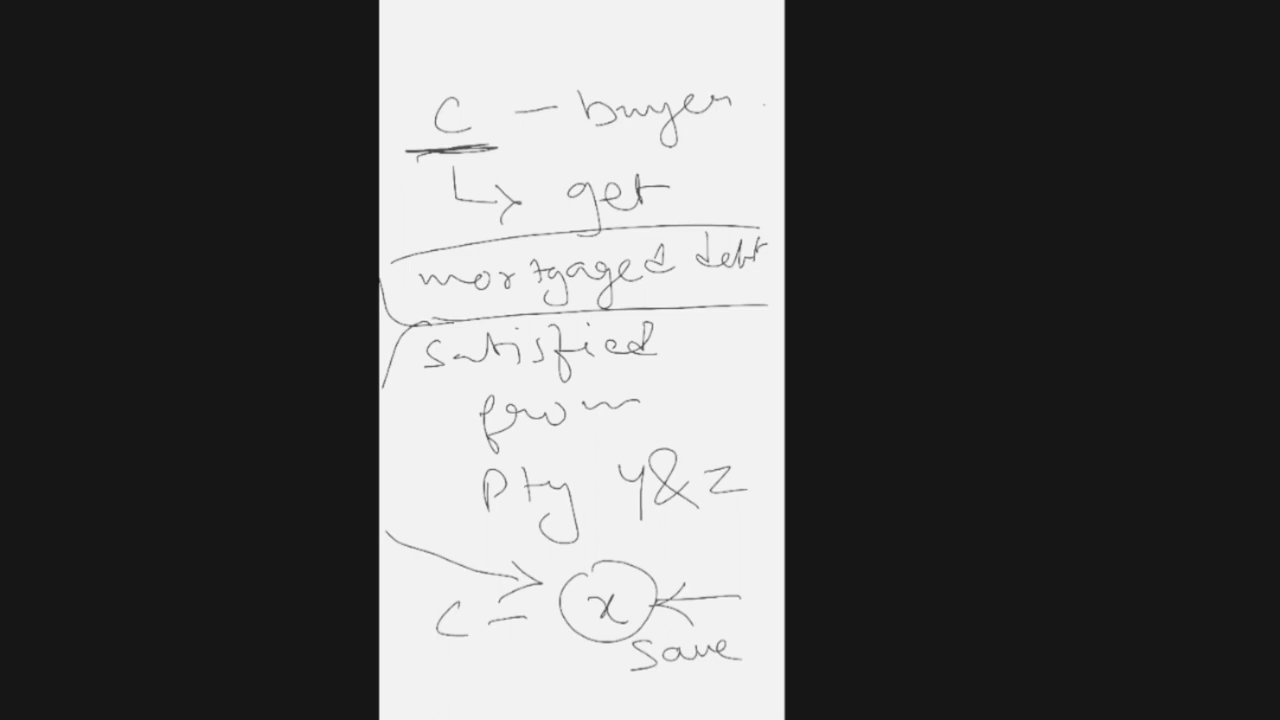 C - buyer
↳ get
mortgaged debt
satisfied
from
Pty Y & Z
C = x
save